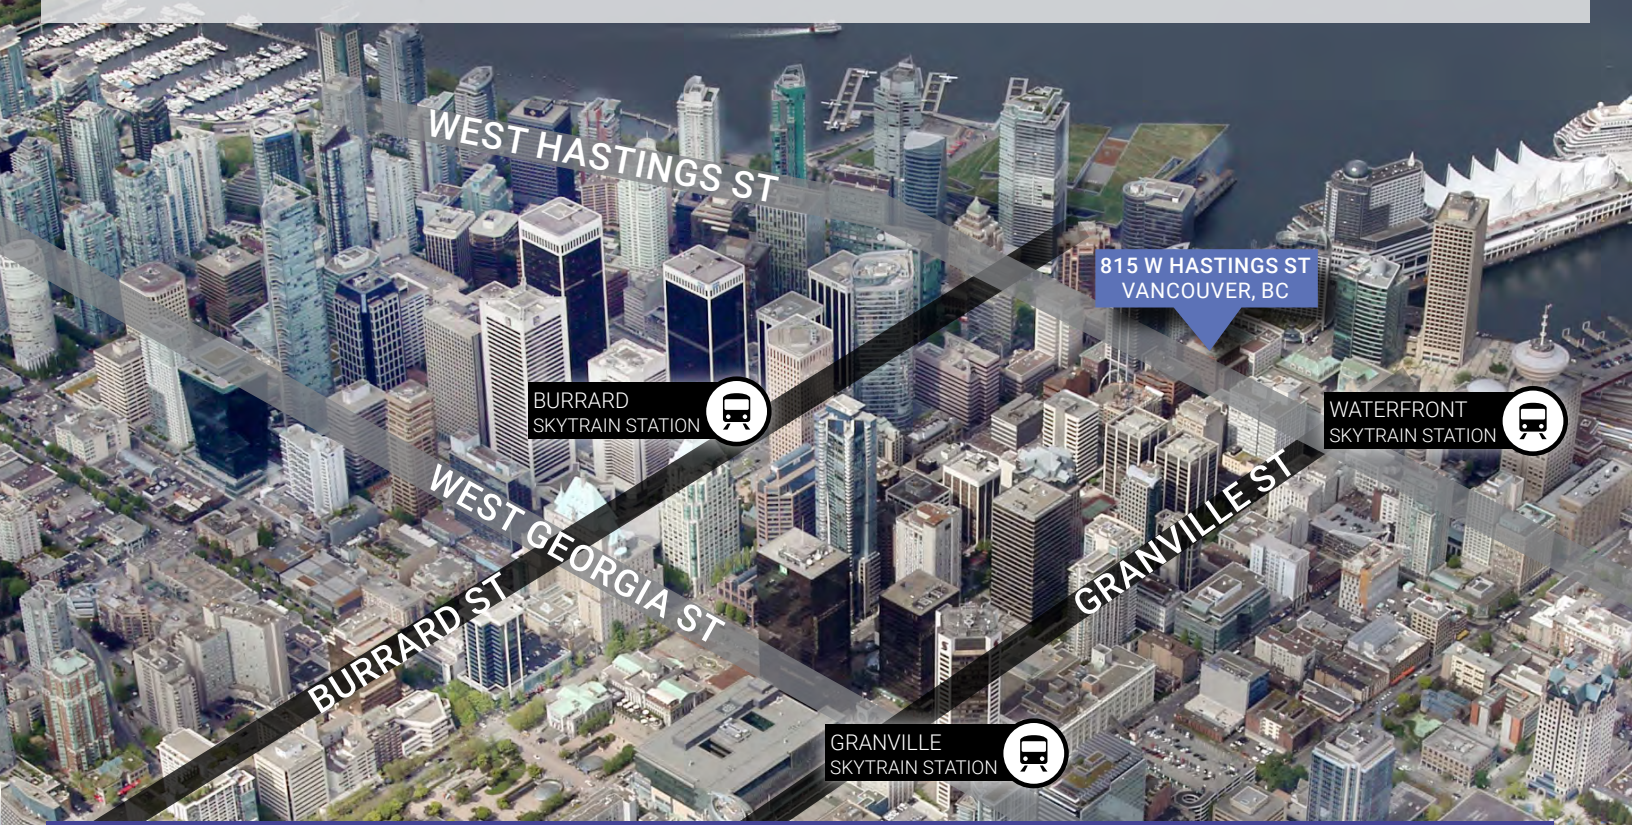 WEST HASTINGS ST
815 W HASTINGS ST
VANCOUVER, BC
BURRARD
SKYTRAIN STATION
WATERFRONT
SKYTRAIN STATION
WEST GEORGIA ST
GRANVILLE ST
BURRARD ST
GRANVILLE
SKYTRAIN STATION